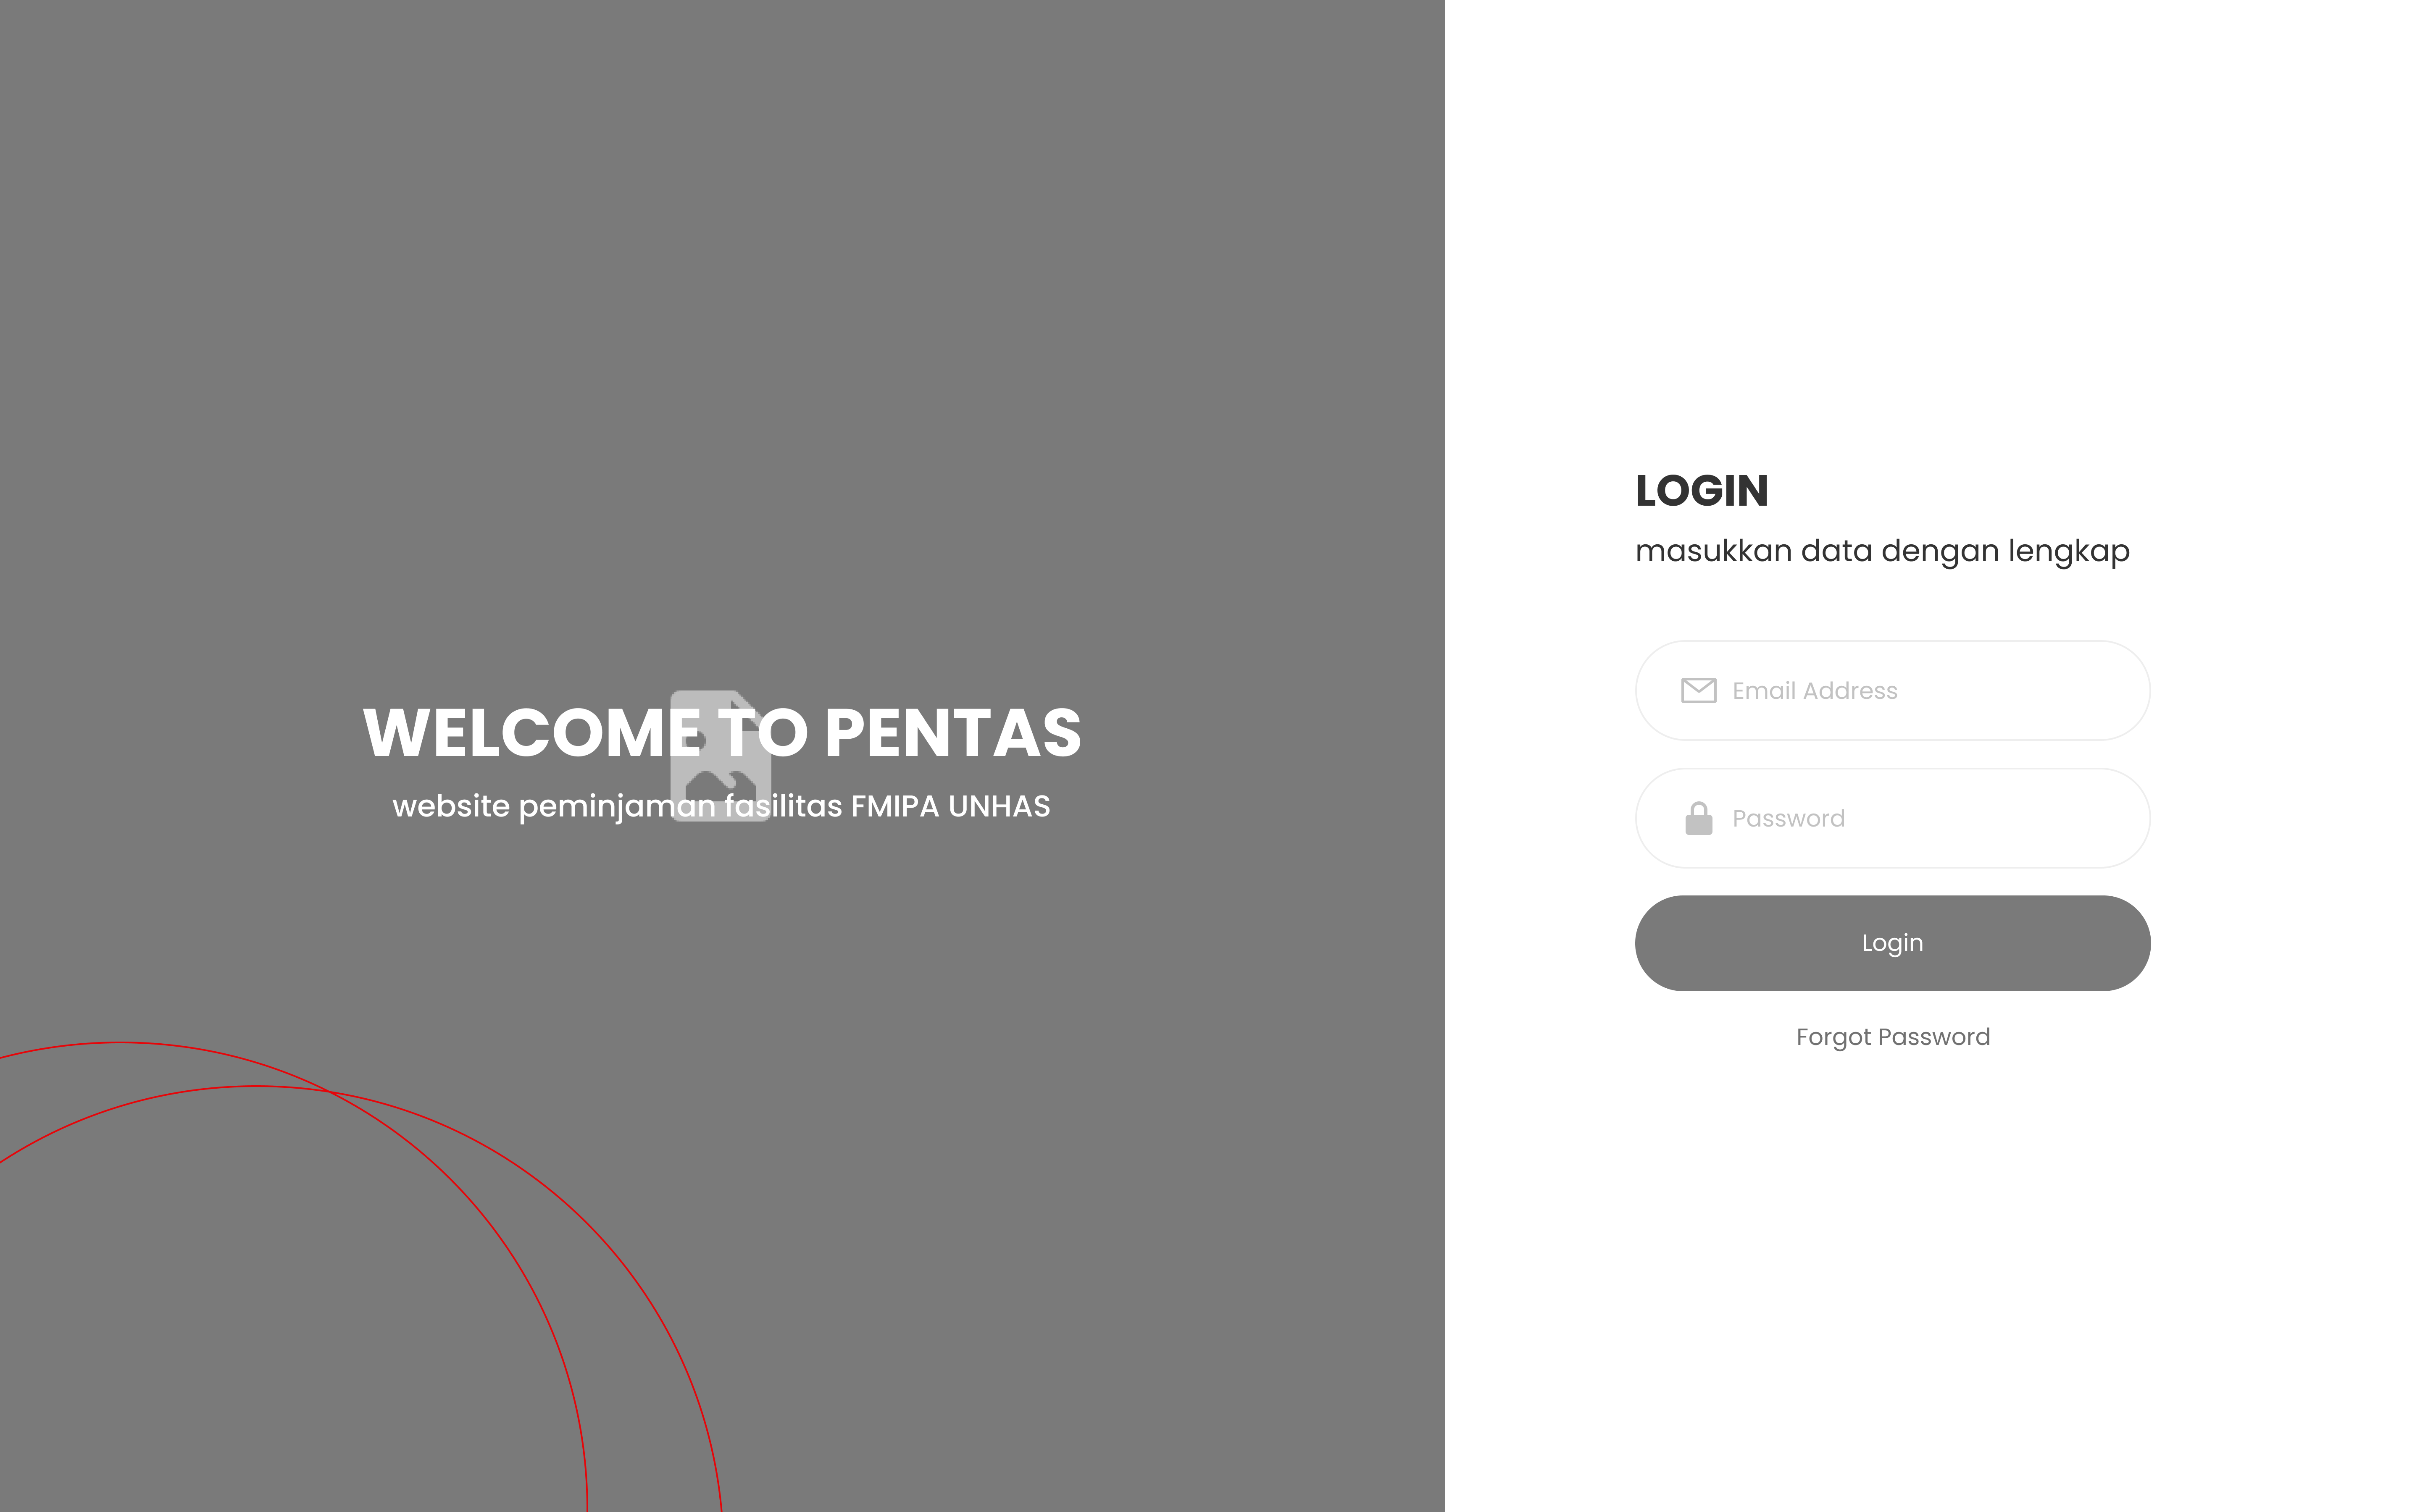 WELCOME TO PENTAS
website peminjaman fasilitas FMIPA UNHAS
LOGIN
masukkan data dengan lengkap
Email Address
Password
Login
Forgot Password